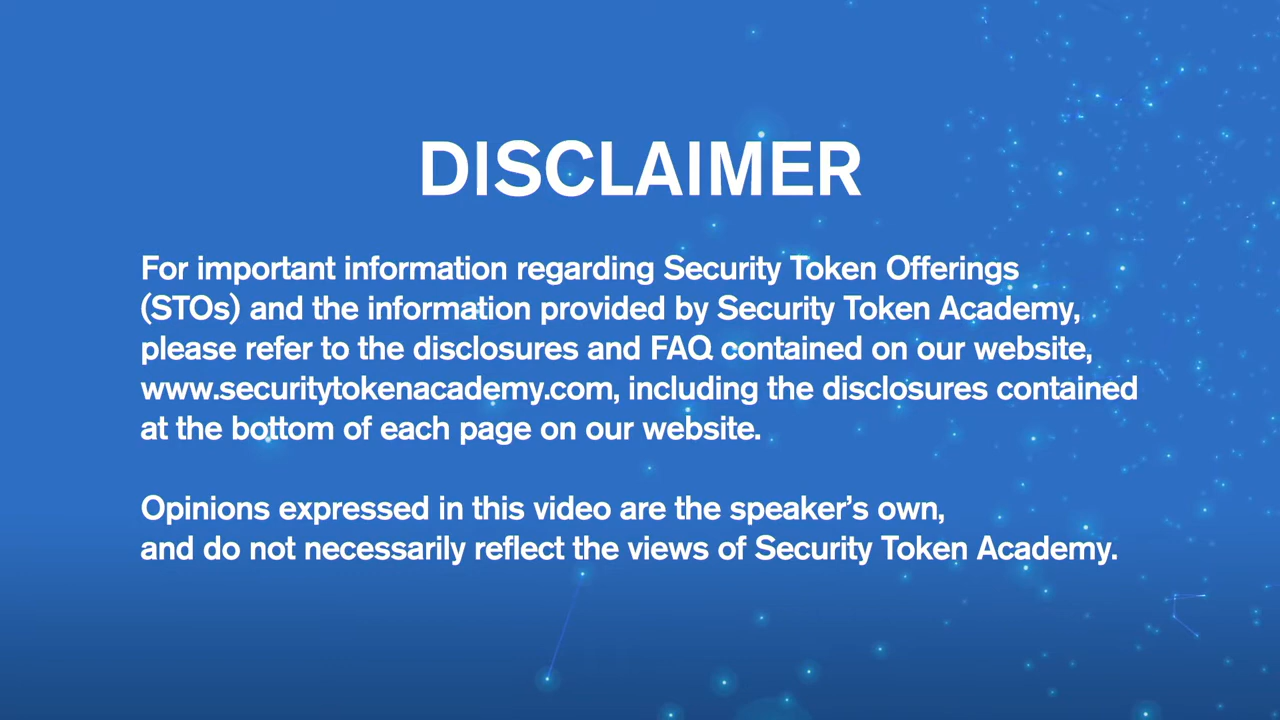 DISCLAIMER
For important information regarding Security Token Offerings
(STOs) and the information provided by Security Token Academy,
please refer to the disclosures and FAQ contained on our website,
www.securitytokenacademy.com, including the disclosures contained
at the bottom of each page on our website.
Opinions expressed in this video are the speaker’s own,
and do not necessarily reflect the views of Security Token Academy.